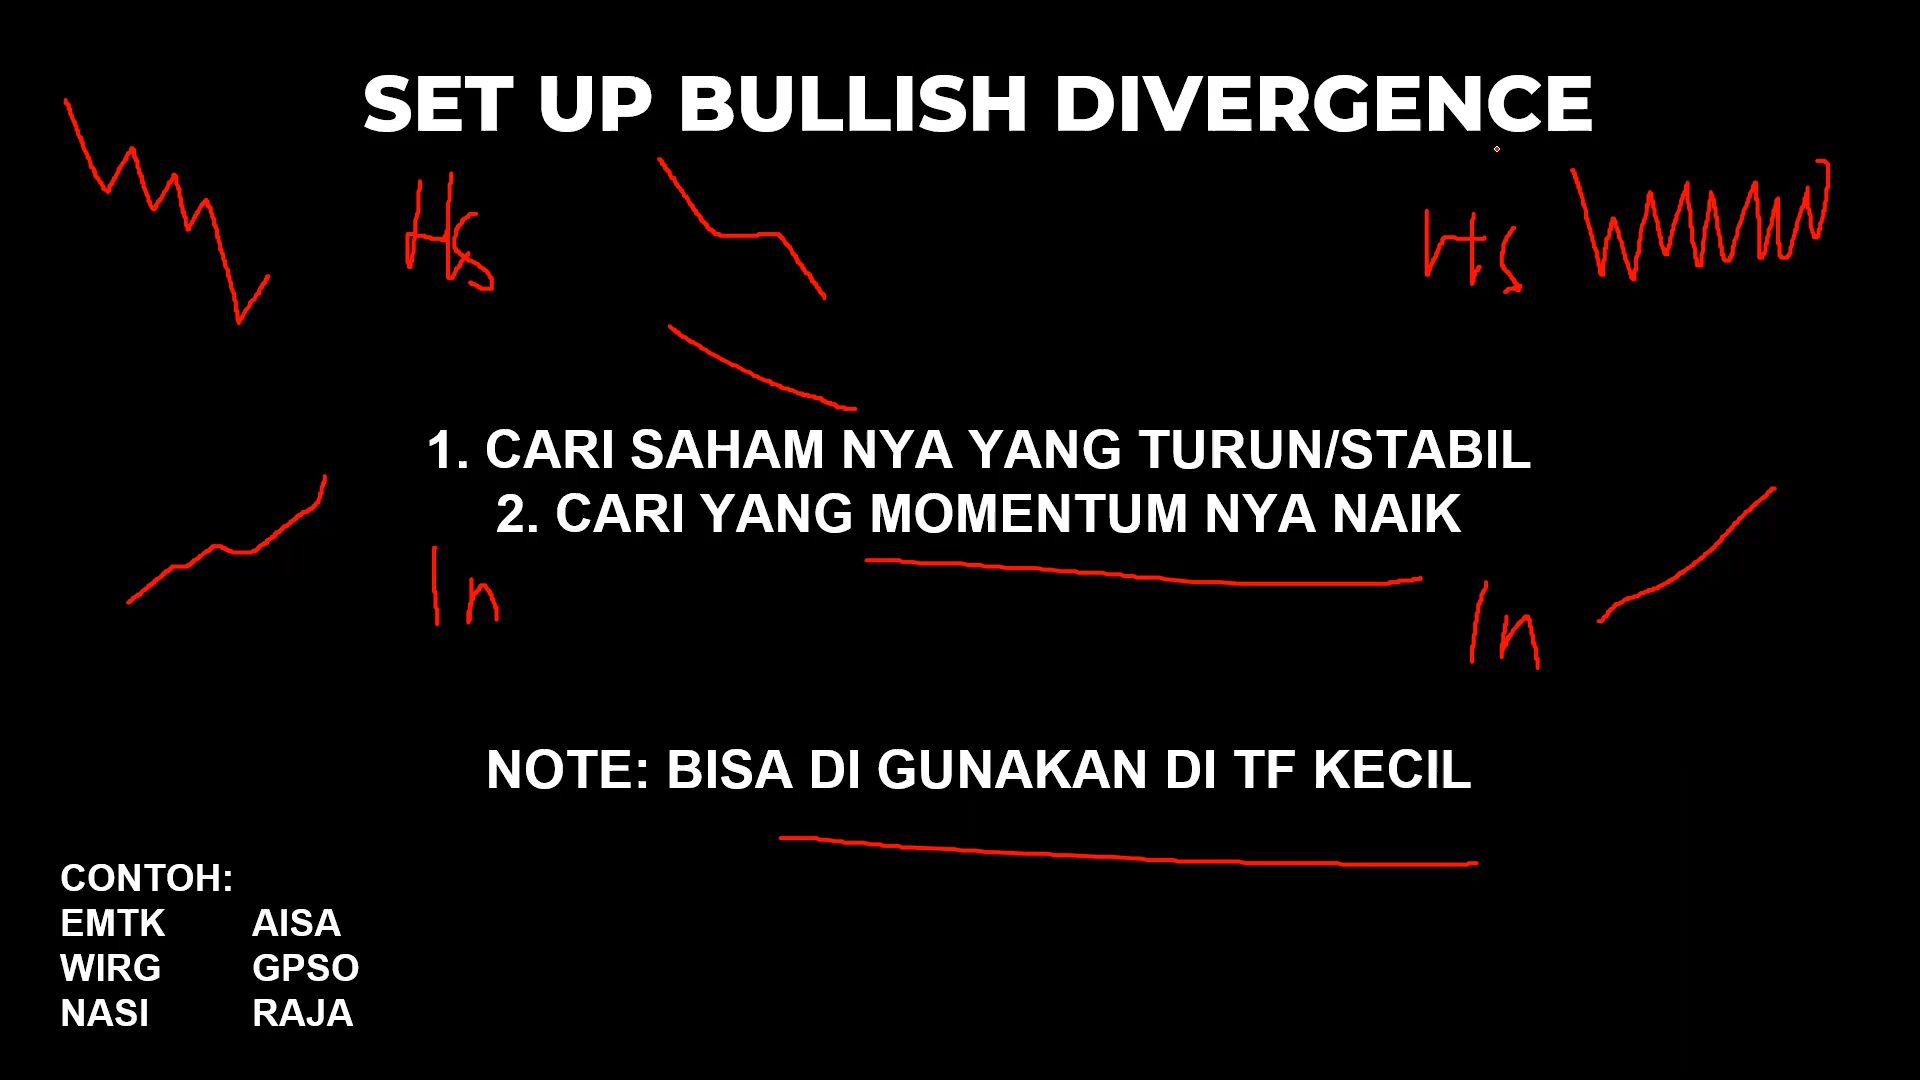 SET UP BULLISH DIVERGENCE
Hs
Hs
1. CARI SAHAM NYA YANG TURUN/STABIL
2. CARI YANG MOMENTUM NYA NAIK
In
In
NOTE: BISA DI GUNAKAN DI TF KECIL
CONTOH:
EMTK AISA
WIRG GPSO
NASI RAJA